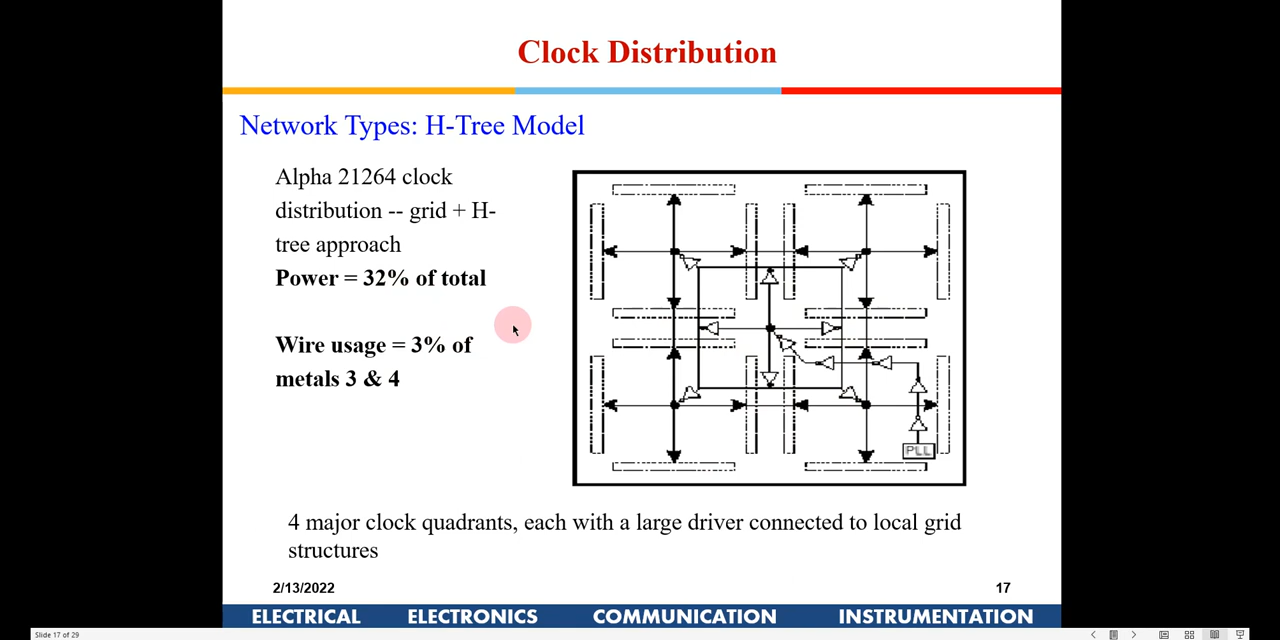 Clock Distribution
Network Types: H-Tree Model
Alpha 21264 clock
distribution -- grid + H-
tree approach
Power = 32% of total
Wire usage = 3% of
metals 3 & 4
PLL
4 major clock quadrants, each with a large driver connected to local grid
structures
2/13/2022
17
ELECTRICAL ELECTRONICS COMMUNICATION INSTRUMENTATION
Slide 17 of 29